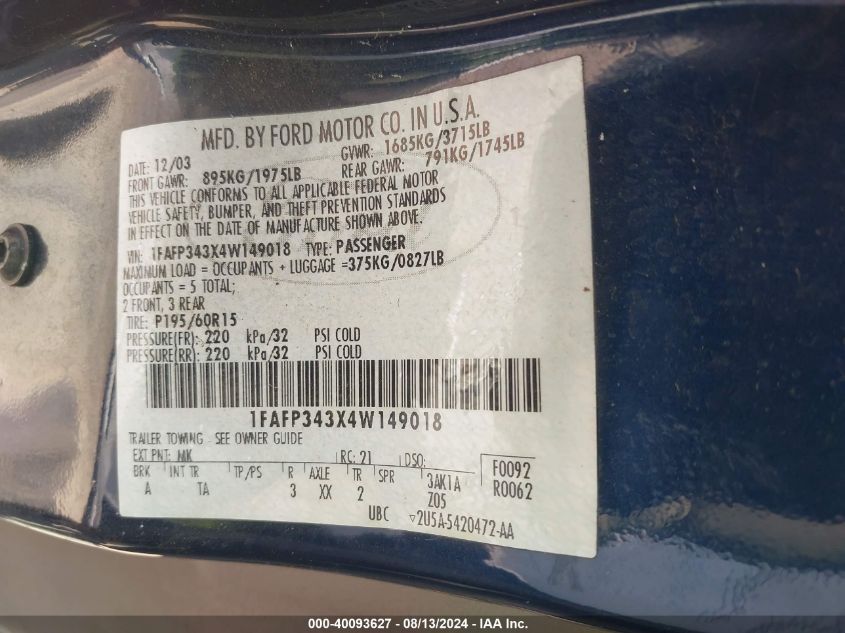 MFD. BY FORD MOTOR CO. IN U.S.A.
DATE: 12/03 GVWR: 1685KG/3715LB
FRONT GAWR: 895KG/1975LB REAR GAWR: 791KG/1745LB
THIS VEHICLE CONFORMS TO ALL APPLICABLE FEDERAL MOTOR
VEHICLE SAFETY, BUMPER, AND THEFT PREVENTION STANDARDS
IN EFFECT ON THE DATE OF MANUFACTURE SHOWN ABOVE.
VIN: 1FAFP343X4W149018 TYPE: PASSENGER
MAXIMUM LOAD = OCCUPANTS + LUGGAGE =375KG/0827LB
OCCUPANTS = 5 TOTAL;
2 FRONT, 3 REAR
TIRE: P195/60R15
PRESSURE(FR): 220 kPa/32 PSI COLD
PRESSURE(RR): 220 kPa/32 PSI COLD
1FAFP343X4W149018
TRAILER TOWING - SEE OWNER GUIDE
EXT PNT: MK RC: 21 DSO:
BRK INT TR TP/PS R AXLE TR SPR
A TA 3 XX 2
3AK1A
Z05
F0092
R0062
UBC ▽2U5A-5420472-AA
000-40093627 - 08/13/2024 - IAA Inc.